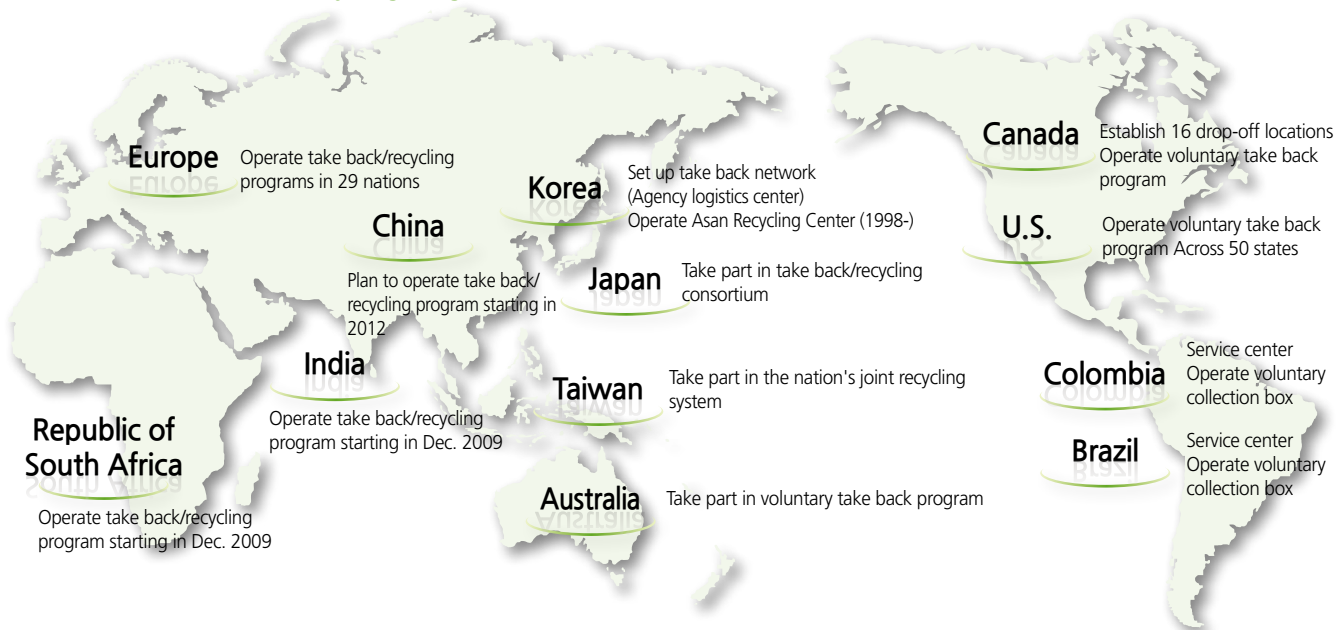 Europe
Operate take back/recycling
programs in 29 nations
Korea
Set up take back network
(Agency logistics center)
Operate Asan Recycling Center (1998-)
China
Plan to operate take back/
recycling program starting in
2012
Japan
Take part in take back/recycling
consortium
India
Operate take back/recycling
program starting in Dec. 2009
Taiwan
Take part in the nation's joint recycling
system
Republic of
South Africa
Operate take back/recycling
program starting in Dec. 2009
Australia
Take part in voluntary take back program
Canada
Establish 16 drop-off locations
Operate voluntary take back
program
U.S.
Operate voluntary take back
program Across 50 states
Colombia
Service center
Operate voluntary
collection box
Brazil
Service center
Operate voluntary
collection box